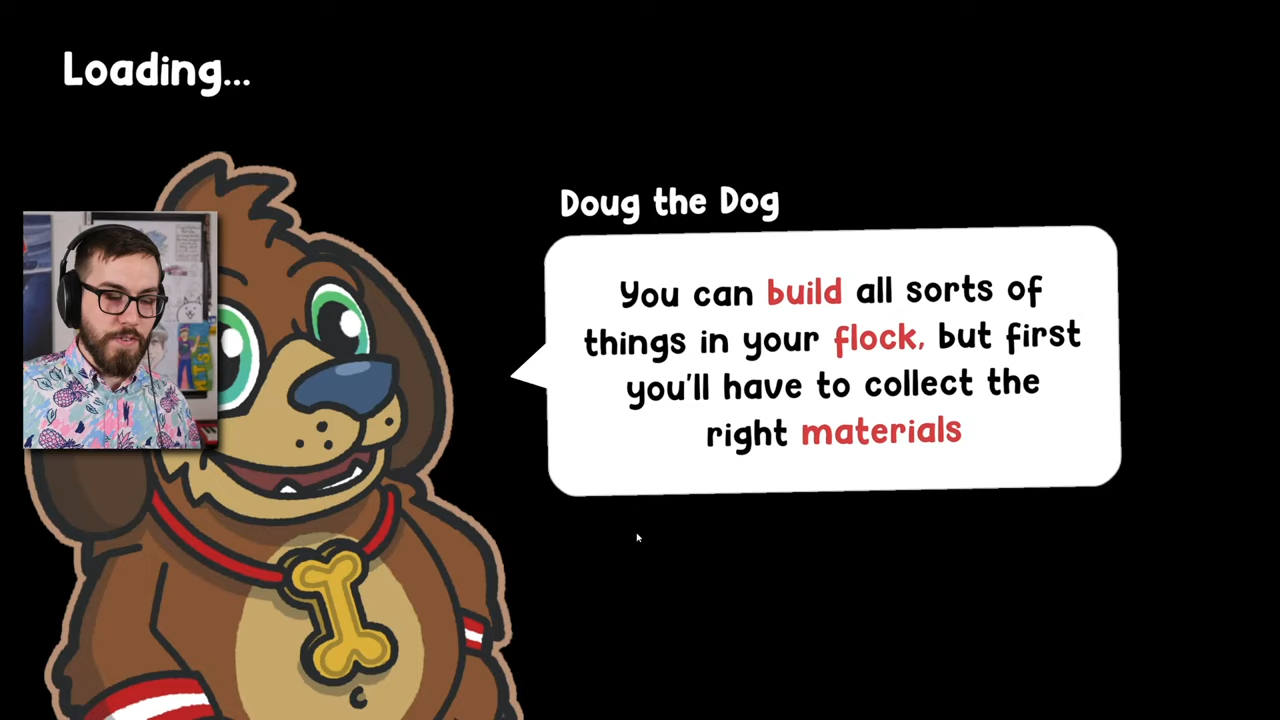 Loading...
Doug the Dog
You can build all sorts of
things in your flock, but first
you'll have to collect the
right materials